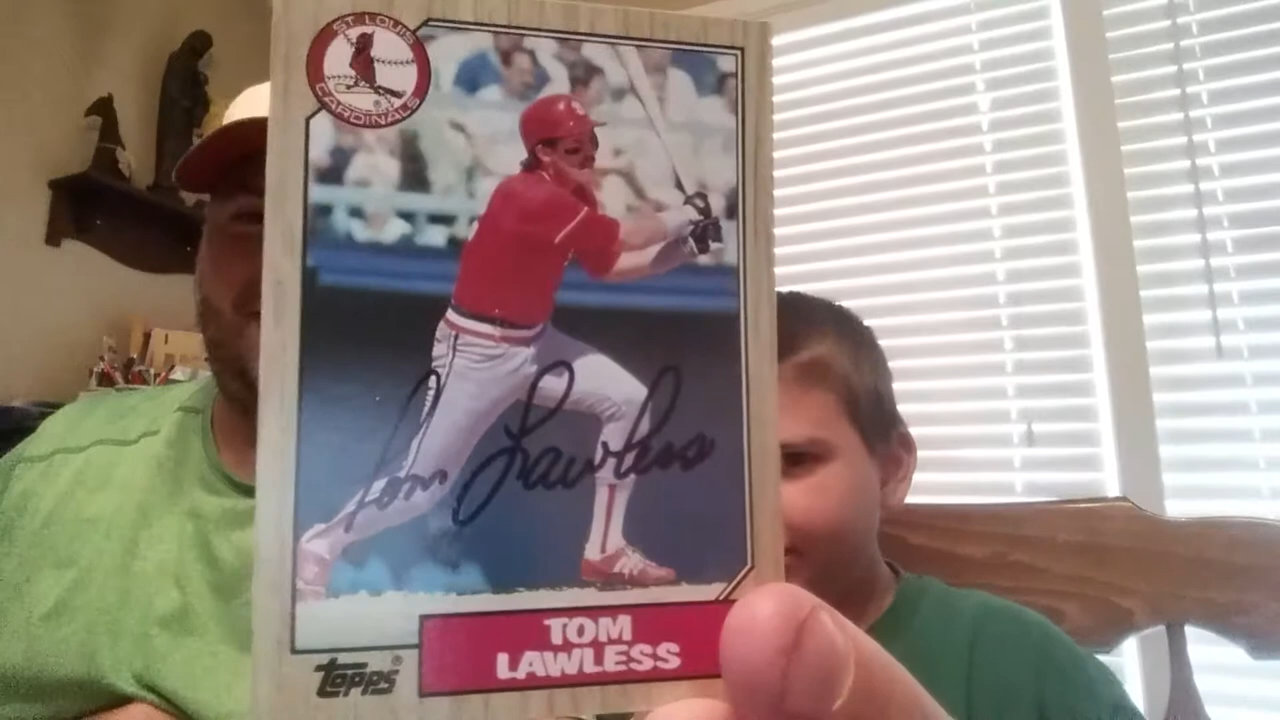 ST. LOUIS
CARDINALS
®
Tom Lawless
TOM
LAWLESS
topps®